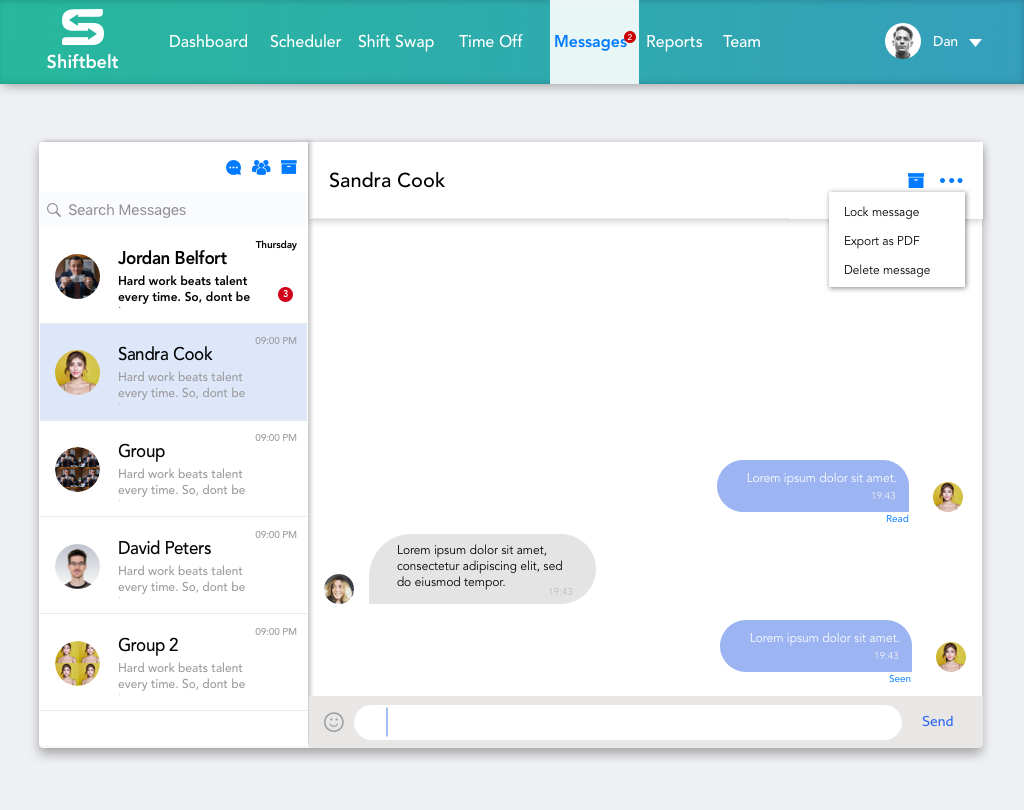 Shiftbelt
Dashboard
Scheduler
Shift Swap
Time Off
Messages
2
Reports
Team
Dan
Search Messages
Thursday
Jordan Belfort
Hard work beats talent
every time. So, dont be
3
09:00 PM
Sandra Cook
Hard work beats talent
every time. So, dont be
09:00 PM
Group
Hard work beats talent
every time. So, dont be
09:00 PM
David Peters
Hard work beats talent
every time. So, dont be
09:00 PM
Group 2
Hard work beats talent
every time. So, dont be
Sandra Cook
Lock message
Export as PDF
Delete message
Lorem ipsum dolor sit amet.
19:43
Read
Lorem ipsum dolor sit amet,
consectetur adipiscing elit, sed
do eiusmod tempor.
19:43
Lorem ipsum dolor sit amet.
19:43
Seen
Send